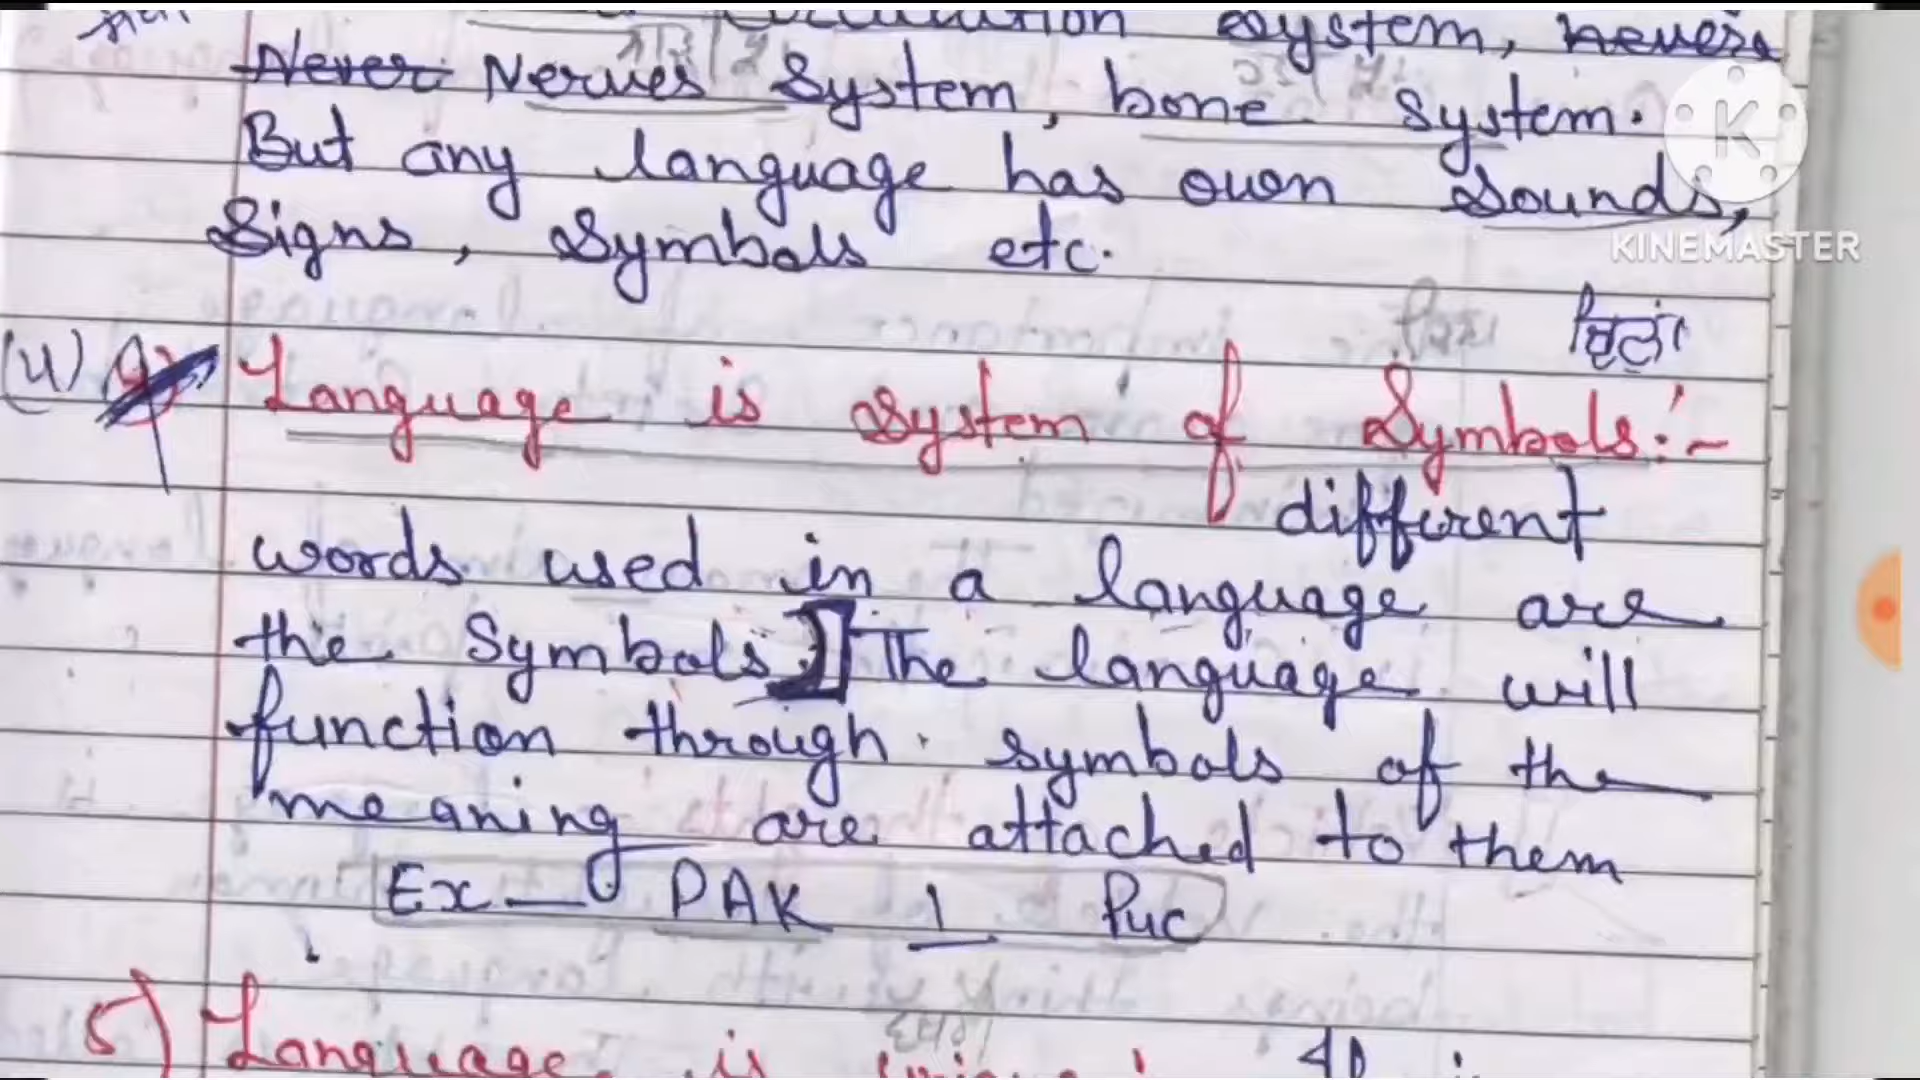 system,
Nerves system, bone system.
But any language has ouon sounds,
Signs, symbols etc.
KINEMASTER
ਚਿਨ੍ਹਾਂ
(4) Language is system of Symbols:-
different
words used in a language are
the Symbols] The language will
function through symbols of the
meaning are attached to them
Ex - PAK 1 Puc
5) Language is